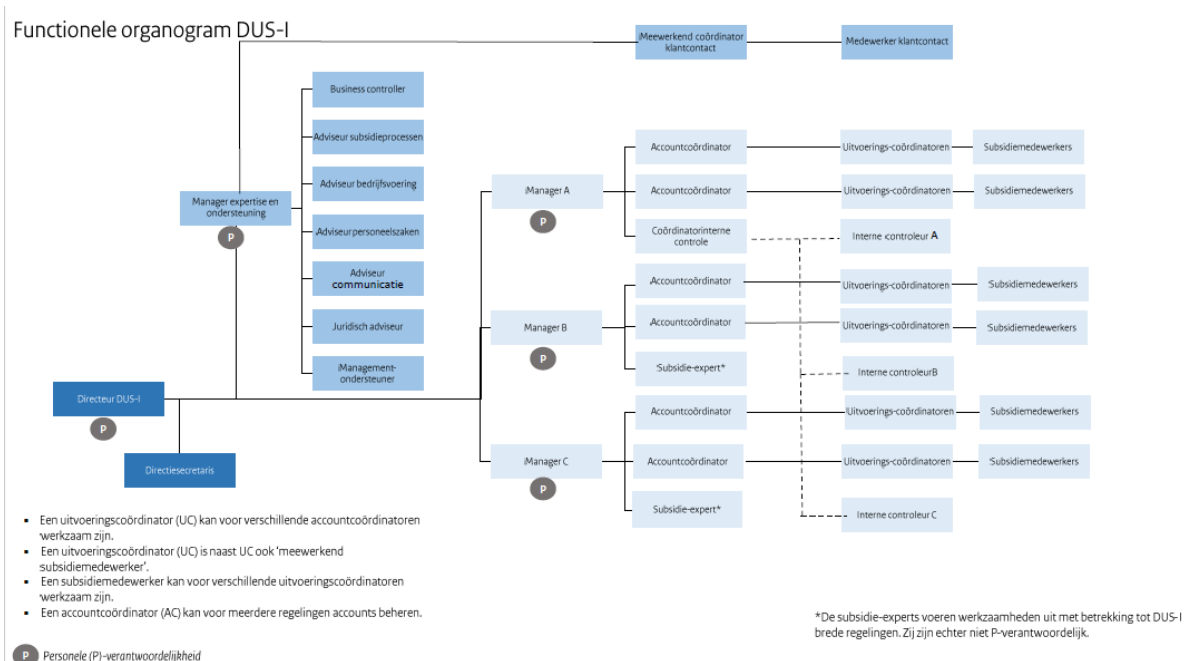 Functionele organogram DUS-I
Meewerkend coördinator
klantcontact
Medewerker klantcontact
Business controller
Adviseur subsidieprocessen
Adviseur bedrijfsvoering
Manager expertise en
ondersteuning
P
Adviseur personeelszaken
Adviseur
communicatie
Juridisch adviseur
Management-
ondersteuner
Directeur DUS-I
P
Directiesecretaris
Manager A
P
Accountcoördinator
Uitvoerings-coördinatoren
Subsidiemedewerkers
Accountcoördinator
Uitvoerings-coördinatoren
Subsidiemedewerkers
Coördinatorinterne
controle
Interne controleur A
Manager B
P
Accountcoördinator
Uitvoerings-coördinatoren
Subsidiemedewerkers
Accountcoördinator
Uitvoerings-coördinatoren
Subsidiemedewerkers
Subsidie-expert*
Interne controleurB
Manager C
P
Accountcoördinator
Uitvoerings-coördinatoren
Subsidiemedewerkers
Accountcoördinator
Uitvoerings-coördinatoren
Subsidiemedewerkers
Subsidie-expert*
Interne controleur C
▪ Een uitvoeringscoördinator (UC) kan voor verschillende accountcoördinatoren
werkzaam zijn.
▪ Een uitvoeringscoördinator (UC) is naast UC ook ‘meewerkend
subsidiemedewerker’.
▪ Een subsidiemedewerker kan voor verschillende uitvoeringscoördinatoren
werkzaam zijn.
▪ Een accountcoördinator (AC) kan voor meerdere regelingen accounts beheren.
P Personele (P)-verantwoordelijkheid
*De subsidie-experts voeren werkzaamheden uit met betrekking tot DUS-I
brede regelingen. Zij zijn echter niet P-verantwoordelijk.